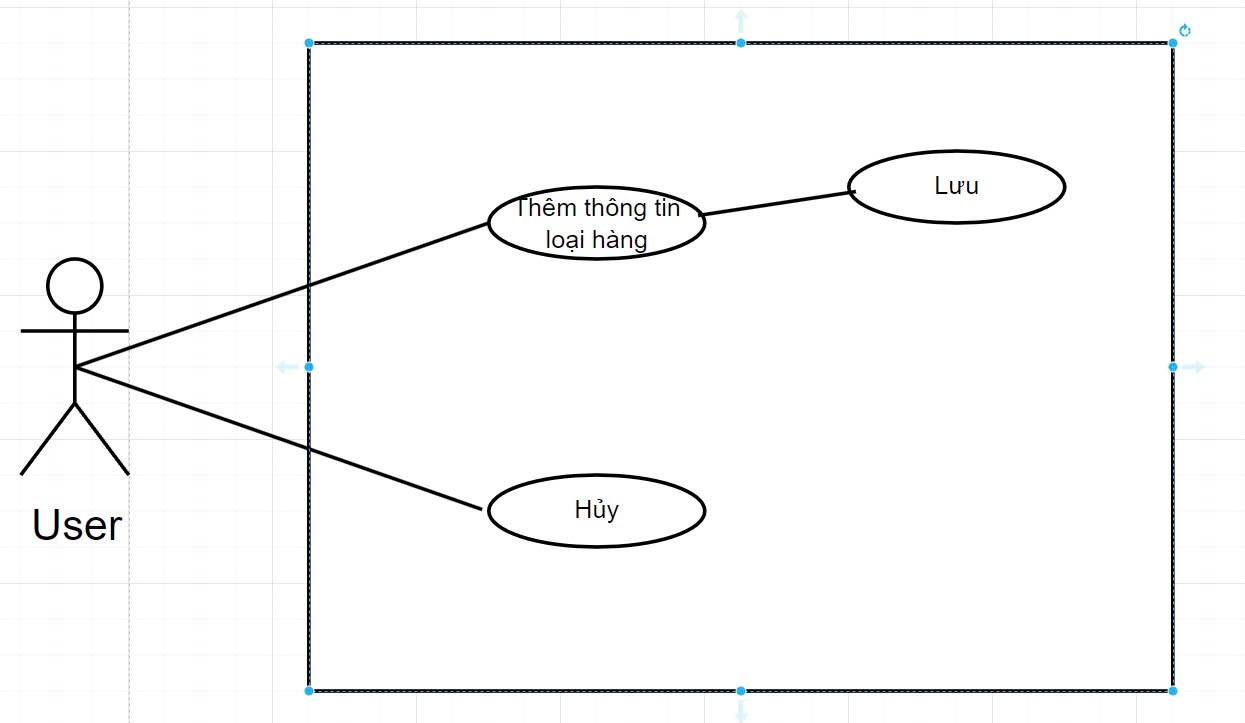 Thêm thông tin
loại hàng
Lưu
Hủy
User